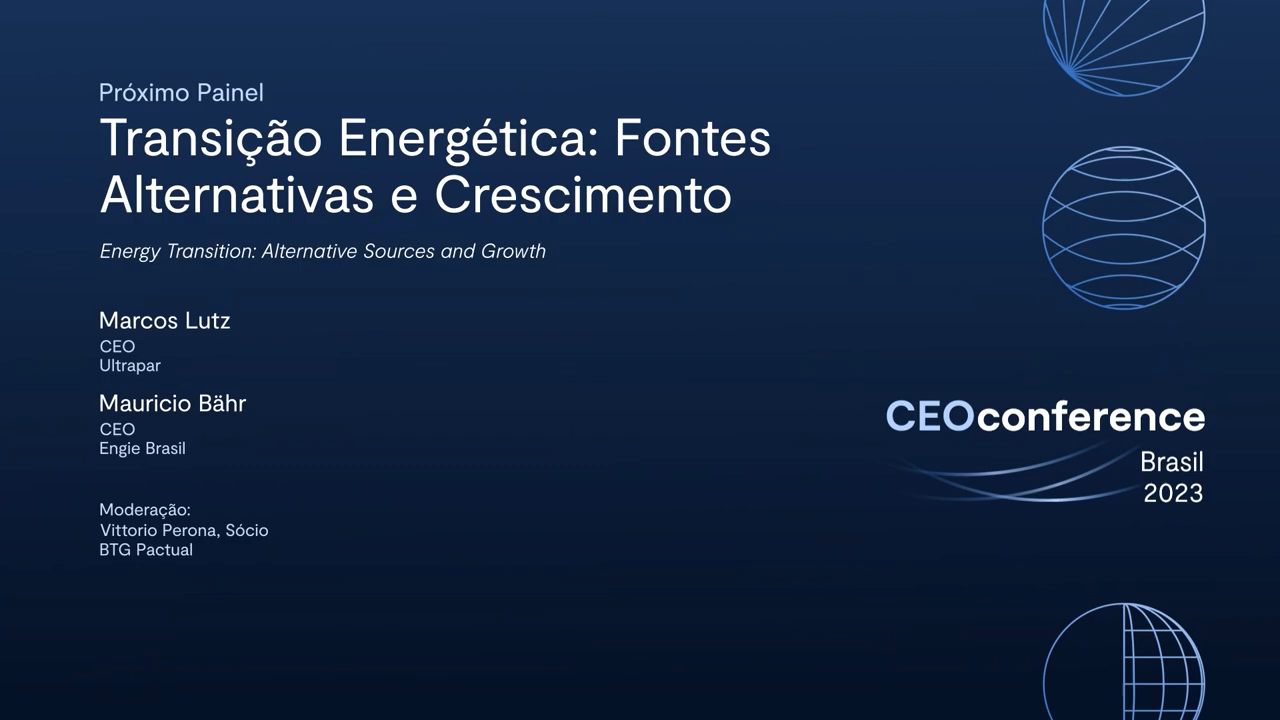 Próximo Painel
Transição Energética: Fontes
Alternativas e Crescimento
Energy Transition: Alternative Sources and Growth
Marcos Lutz
CEO
Ultrapar
Mauricio Bähr
CEO
Engie Brasil
Moderação:
Vittorio Perona, Sócio
BTG Pactual
CEOconference
Brasil
2023